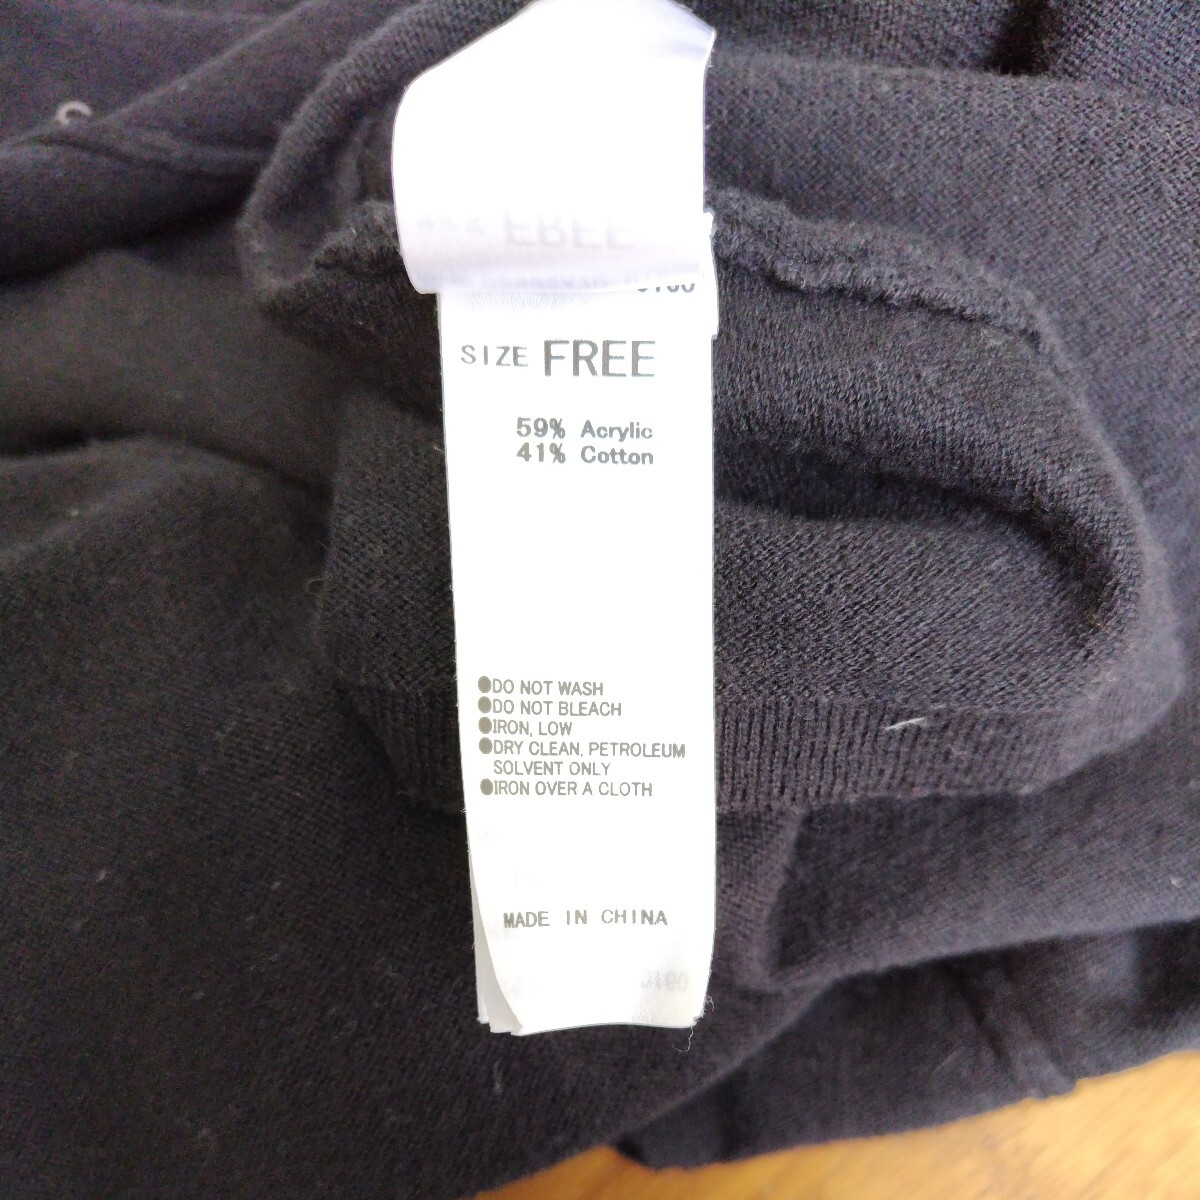 SIZE FREE
59% Acrylic
41% Cotton
●DO NOT WASH
●DO NOT BLEACH
●IRON, LOW
●DRY CLEAN, PETROLEUM
SOLVENT ONLY
●IRON OVER A CLOTH
MADE IN CHINA